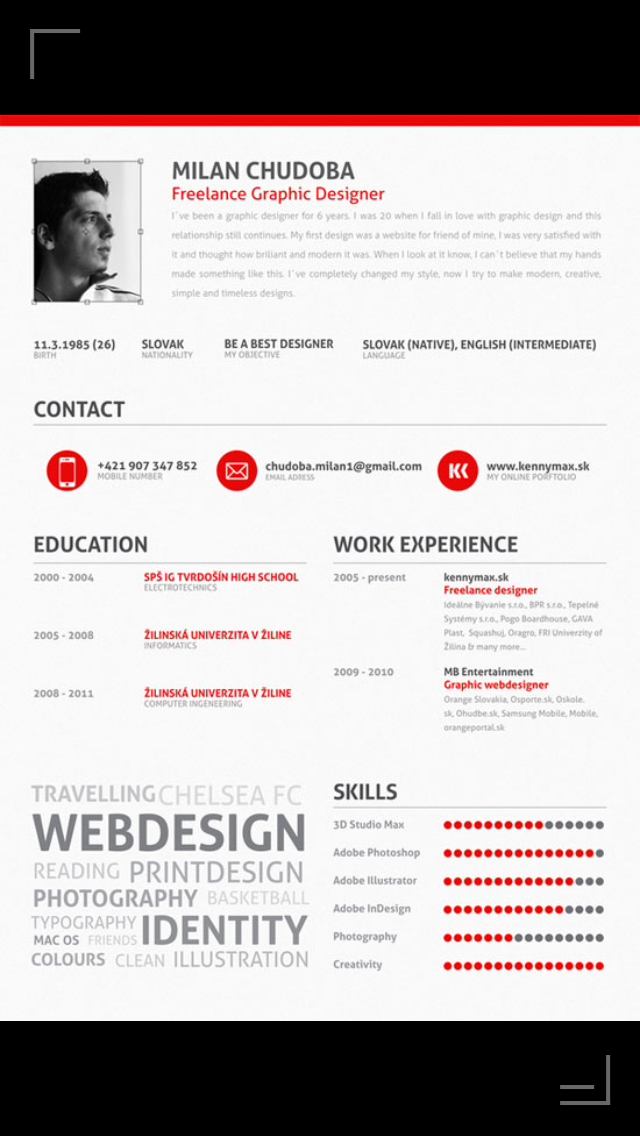 MILAN CHUDOBA
Freelance Graphic Designer
I´ve been a graphic designer for 6 years. I was 20 when I fall in love with graphic design and this
relationship still continues. My first design was a website for friend of mine, I was very satisfied with
it and thought how briliant and modern it was. When I look at it know, I can´t believe that my hands
made something like this. I´ve completely changed my style, now I try to make modern, creative,
simple and timeless designs.
11.3.1985 (26)
BIRTH
SLOVAK
NATIONALITY
BE A BEST DESIGNER
MY OBJECTIVE
SLOVAK (NATIVE), ENGLISH (INTERMEDIATE)
LANGUAGE
CONTACT
+421 907 347 852
MOBILE NUMBER
chudoba.milan1@gmail.com
EMAIL ADRESS
KK
www.kennymax.sk
MY ONLINE PORFTOLIO
EDUCATION
2000 - 2004
SPŠ IG TVRDOŠÍN HIGH SCHOOL
ELECTROTECHNICS
2005 - 2008
ŽILINSKÁ UNIVERZITA V ŽILINE
INFORMATICS
2008 - 2011
ŽILINSKÁ UNIVERZITA V ŽILINE
COMPUTER INGENEERING
WORK EXPERIENCE
2005 - present
kennymax.sk
Freelance designer
Ideálne Bývanie s.r.o., BPR s.r.o., Tepelné
Systémy s.r.o., Pogo Boardhouse, GAVA
Plast, Squashuj, Oragro, FRI Univerzity of
Žilina & many more...
2009 - 2010
MB Entertainment
Graphic webdesigner
Orange Slovakia, Osporte.sk, Oskole.
sk, Ohudbe.sk, Samsung Mobile, Mobile,
orangeportal.sk
TRAVELLING CHELSEA FC
WEBDESIGN
READING PRINTDESIGN
PHOTOGRAPHY BASKETBALL
TYPOGRAPHY IDENTITY
MAC OS FRIENDS
COLOURS CLEAN ILLUSTRATION
SKILLS
3D Studio Max
Adobe Photoshop
Adobe Illustrator
Adobe InDesign
Photography
Creativity